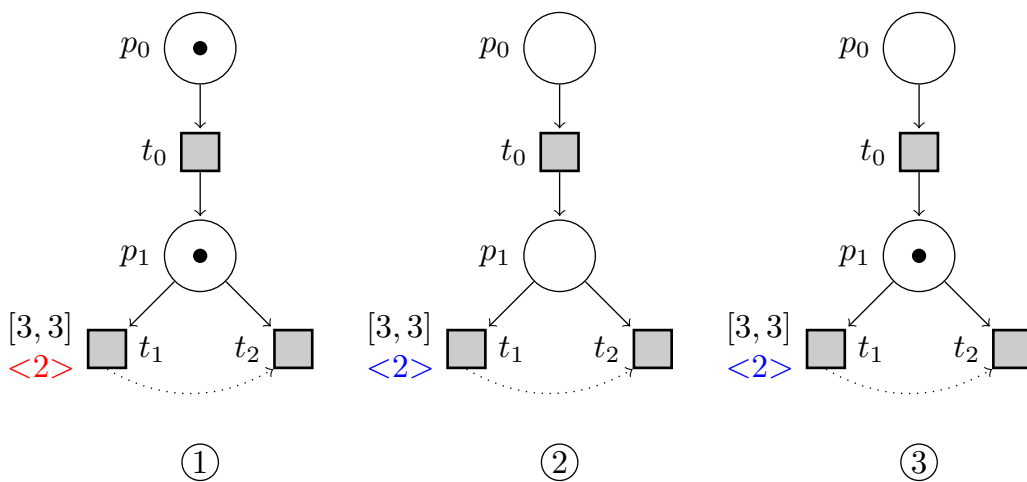 p₀ p₀ p₀
t₀ t₀ t₀
p₁ p₁ p₁
[3, 3] t₁ t₂ [3, 3] t₁ t₂ [3, 3] t₁ t₂
<2> <2> <2>
① ② ③